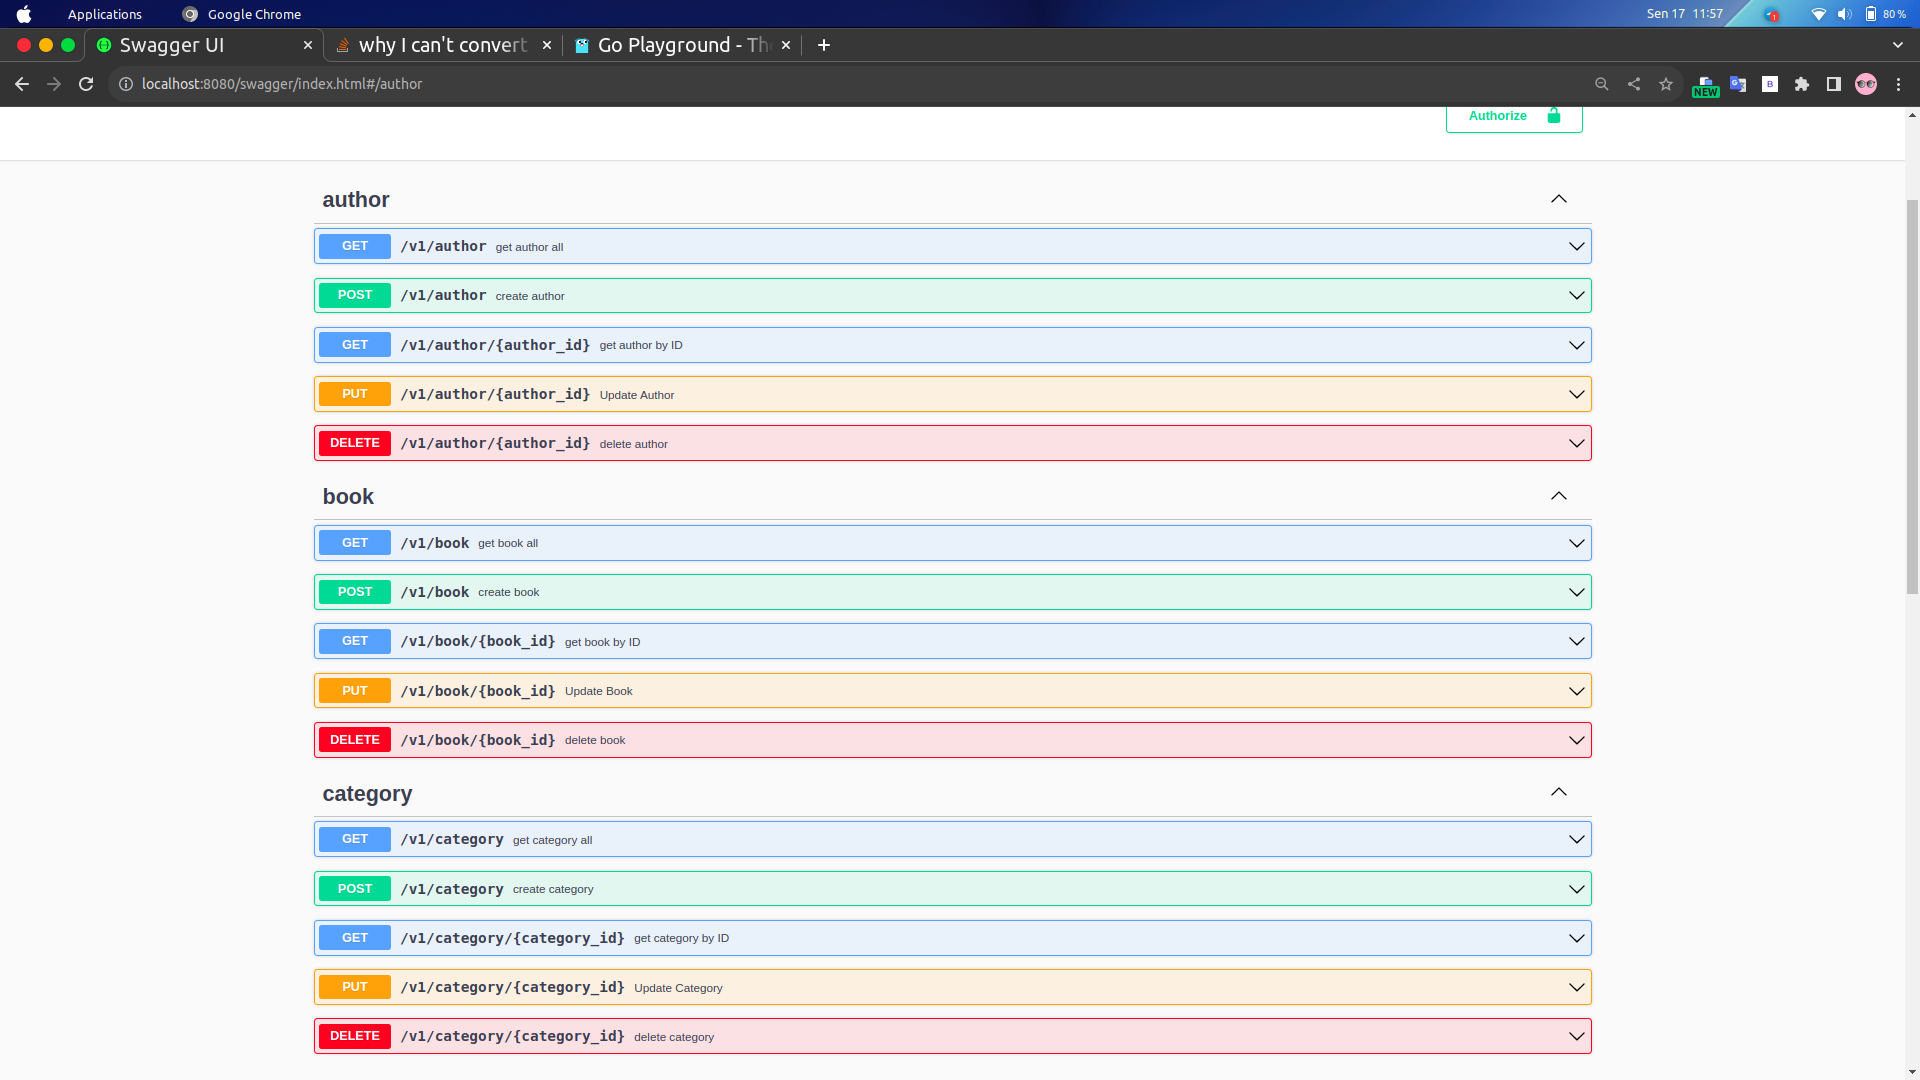 Applications Google Chrome Sen 17 11:57 1 80 %
Swagger UI why I can't convert Go Playground - Th
localhost:8080/swagger/index.html#/author NEW
Authorize
author
GET /v1/author get author all
POST /v1/author create author
GET /v1/author/{author_id} get author by ID
PUT /v1/author/{author_id} Update Author
DELETE /v1/author/{author_id} delete author
book
GET /v1/book get book all
POST /v1/book create book
GET /v1/book/{book_id} get book by ID
PUT /v1/book/{book_id} Update Book
DELETE /v1/book/{book_id} delete book
category
GET /v1/category get category all
POST /v1/category create category
GET /v1/category/{category_id} get category by ID
PUT /v1/category/{category_id} Update Category
DELETE /v1/category/{category_id} delete category